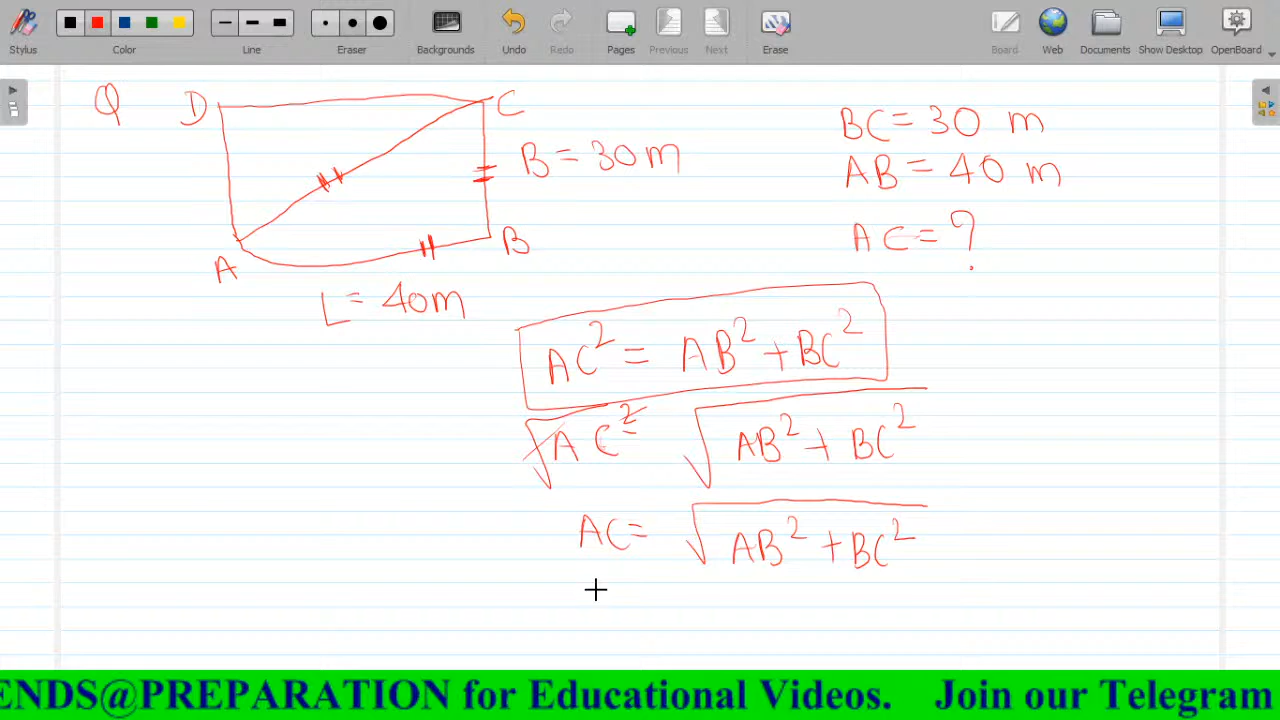 Stylus Color Line Eraser Backgrounds Undo Redo Pages Previous Next Erase Board Web Documents Show Desktop OpenBoard
Q D C
B = 30 m
A B
L = 40m
BC = 30 m
AB = 40 m
AC = ?
AC² = AB² + BC²
√AC² = √AB² + BC²
AC = √AB² + BC²
ENDS@PREPARATION for Educational Videos. Join our Telegram